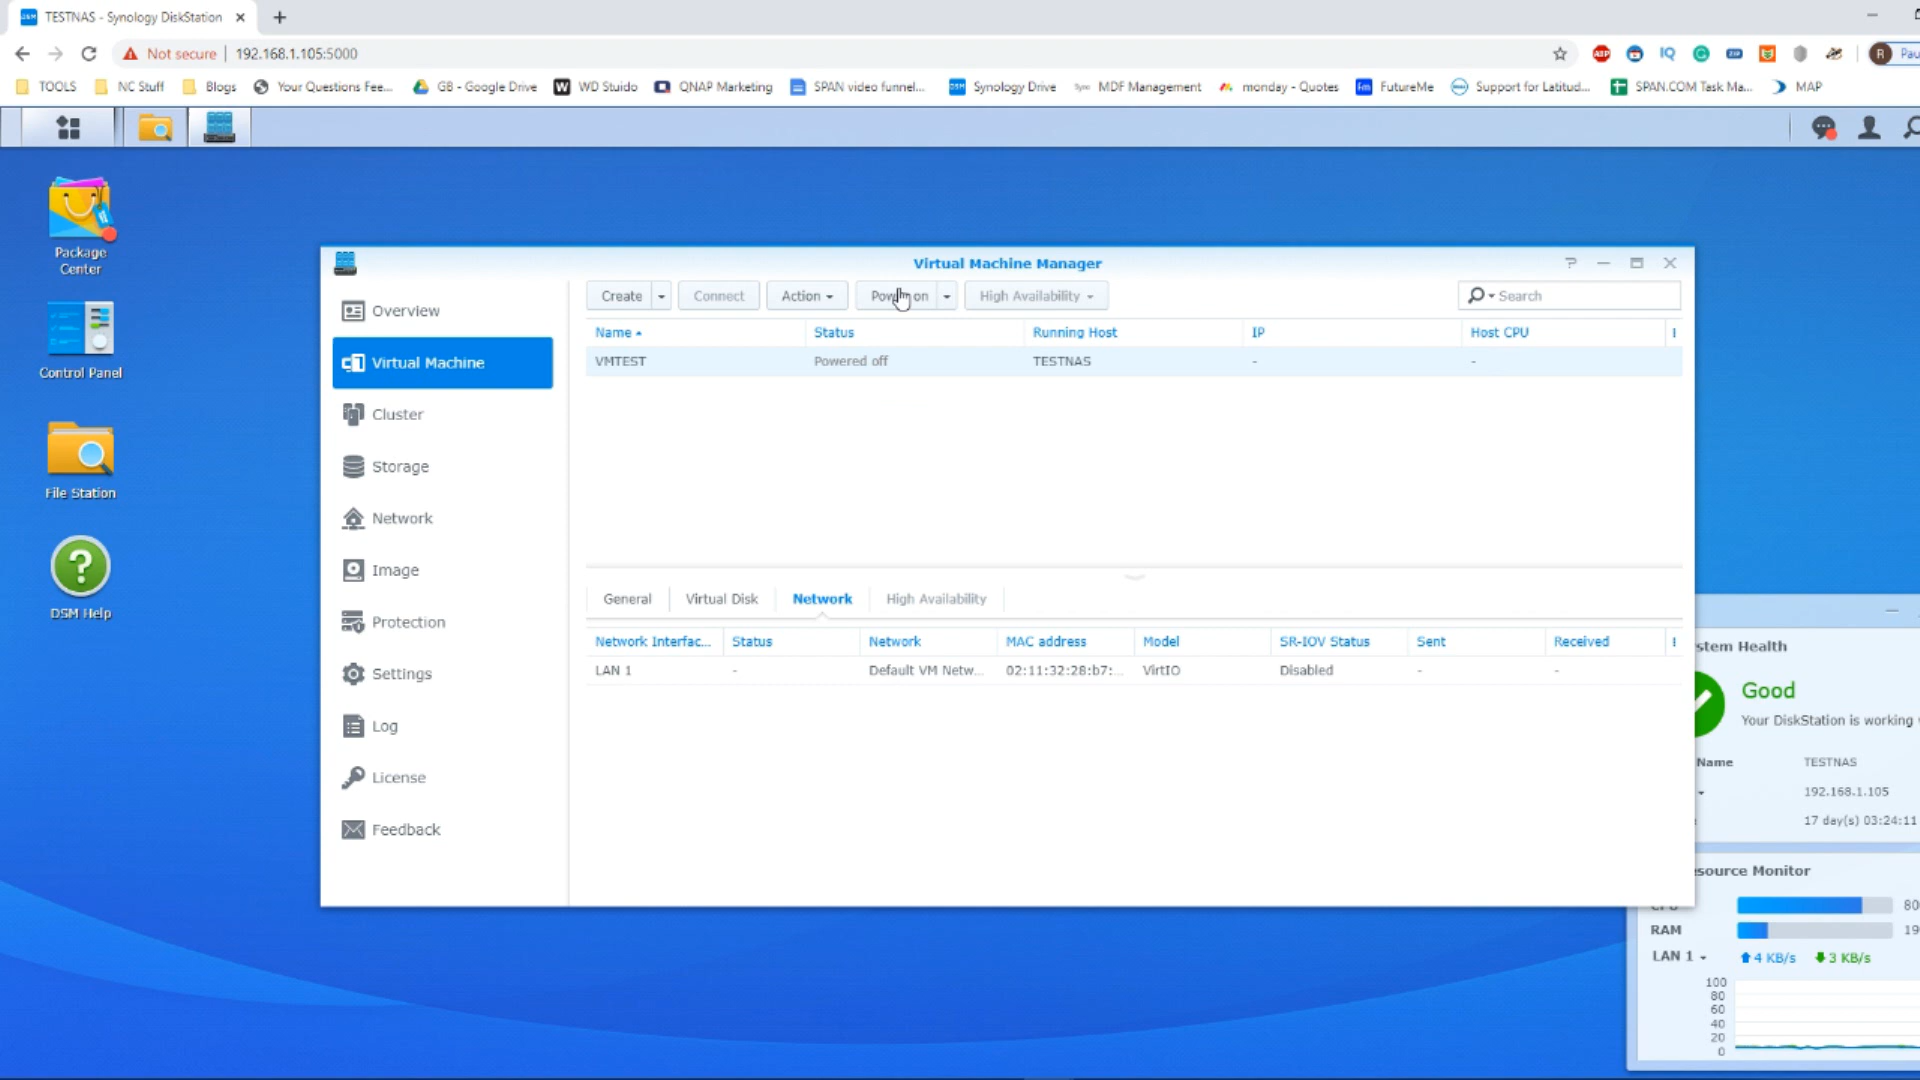 TESTNAS - Synology DiskStation
Not secure | 192.168.1.105:5000
ABP IQ ZIP R Pau
TOOLS NC Stuff Blogs Your Questions Fee... GB - Google Drive WD Stuido QNAP Marketing SPAN video funnel... Synology Drive MDF Management monday - Quotes FutureMe Support for Latitud... SPAN.COM Task Ma... MAP
Package
Center
Control Panel
File Station
DSM Help
Virtual Machine Manager
Overview
Virtual Machine
Cluster
Storage
Network
Image
Protection
Settings
Log
License
Feedback
Create Connect Action Power on High Availability Search
Name Status Running Host IP Host CPU
VMTEST Powered off TESTNAS - -
General Virtual Disk Network High Availability
Network Interfac... Status Network MAC address Model SR-IOV Status Sent Received
LAN 1 - Default VM Netw... 02:11:32:28:b7:... VirtIO Disabled - -
stem Health
Good
Your DiskStation is working
Name TESTNAS
192.168.1.105
17 day(s) 03:24:11
source Monitor
CPU 80
RAM 19
LAN 1 4 KB/s 3 KB/s
100
80
60
40
20
0